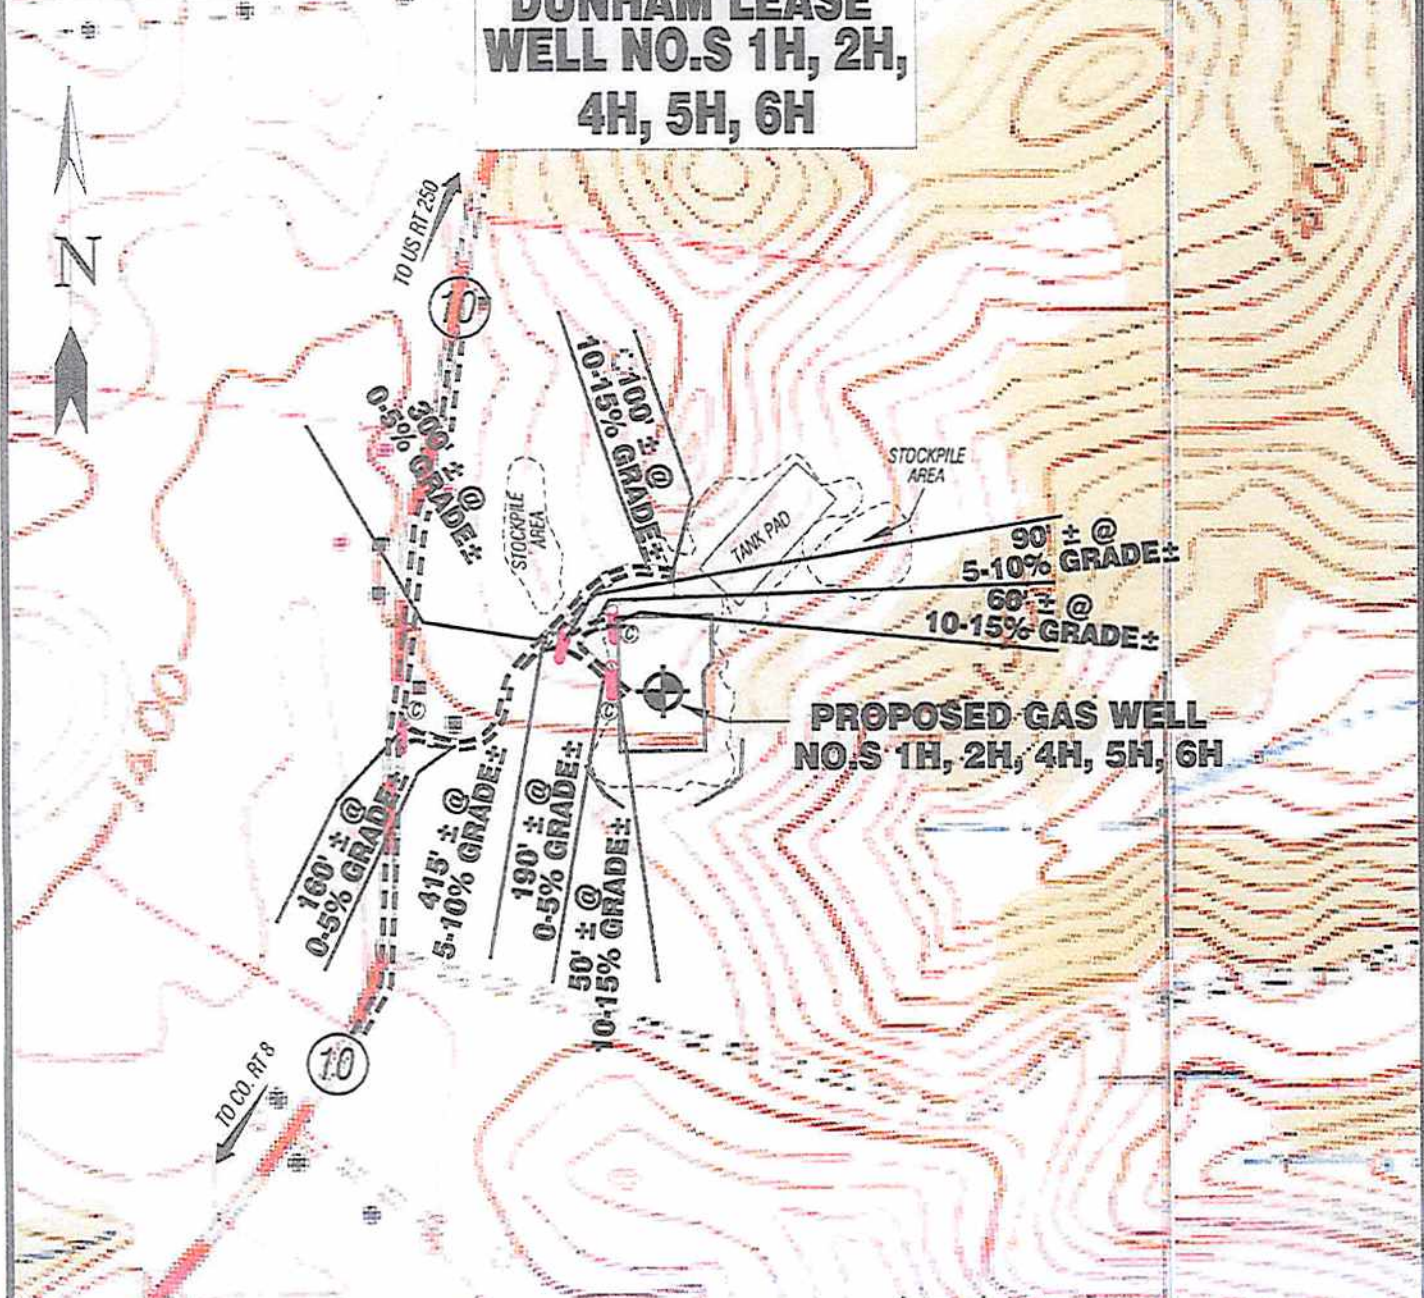 DUNHAM LEASE
WELL NO.S 1H, 2H,
4H, 5H, 6H
N
TO US RT 250
10
1400
300' ± @
0-5% GRADE±
100' ± @
10-15% GRADE±
STOCKPILE
AREA
TANK PAD
STOCKPILE
AREA
90' ± @
5-10% GRADE±
66' ± @
10-15% GRADE±
C
C
C
PROPOSED GAS WELL
NO.S 1H, 2H, 4H, 5H, 6H
1400
160' ± @
0-5% GRADE±
415' ± @
5-10% GRADE±
190' ± @
0-5% GRADE±
50' ± @
10-15% GRADE±
10
TO CO. RT 8